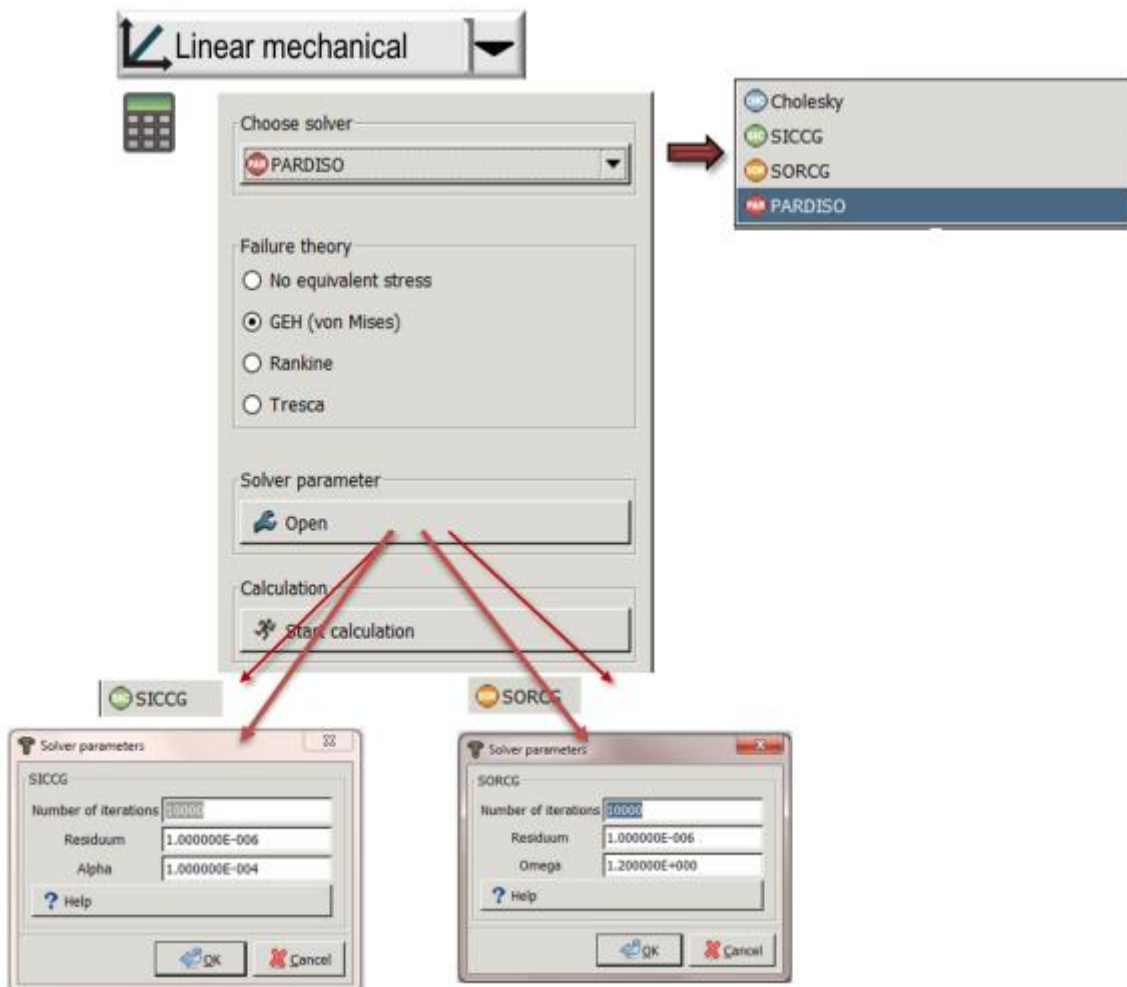 Linear mechanical
Choose solver
PARDISO
Cholesky
SICCG
SORCG
PARDISO
Failure theory
No equivalent stress
GEH (von Mises)
Rankine
Tresca
Solver parameter
Open
Calculation
Start calculation
SICCG
SORCG
Solver parameters
SICCG
Number of iterations 10000
Residuum 1.000000E-006
Alpha 1.000000E-004
? Help
OK Cancel
Solver parameters
SORCG
Number of iterations 10000
Residuum 1.000000E-006
Omega 1.200000E+000
? Help
OK Cancel